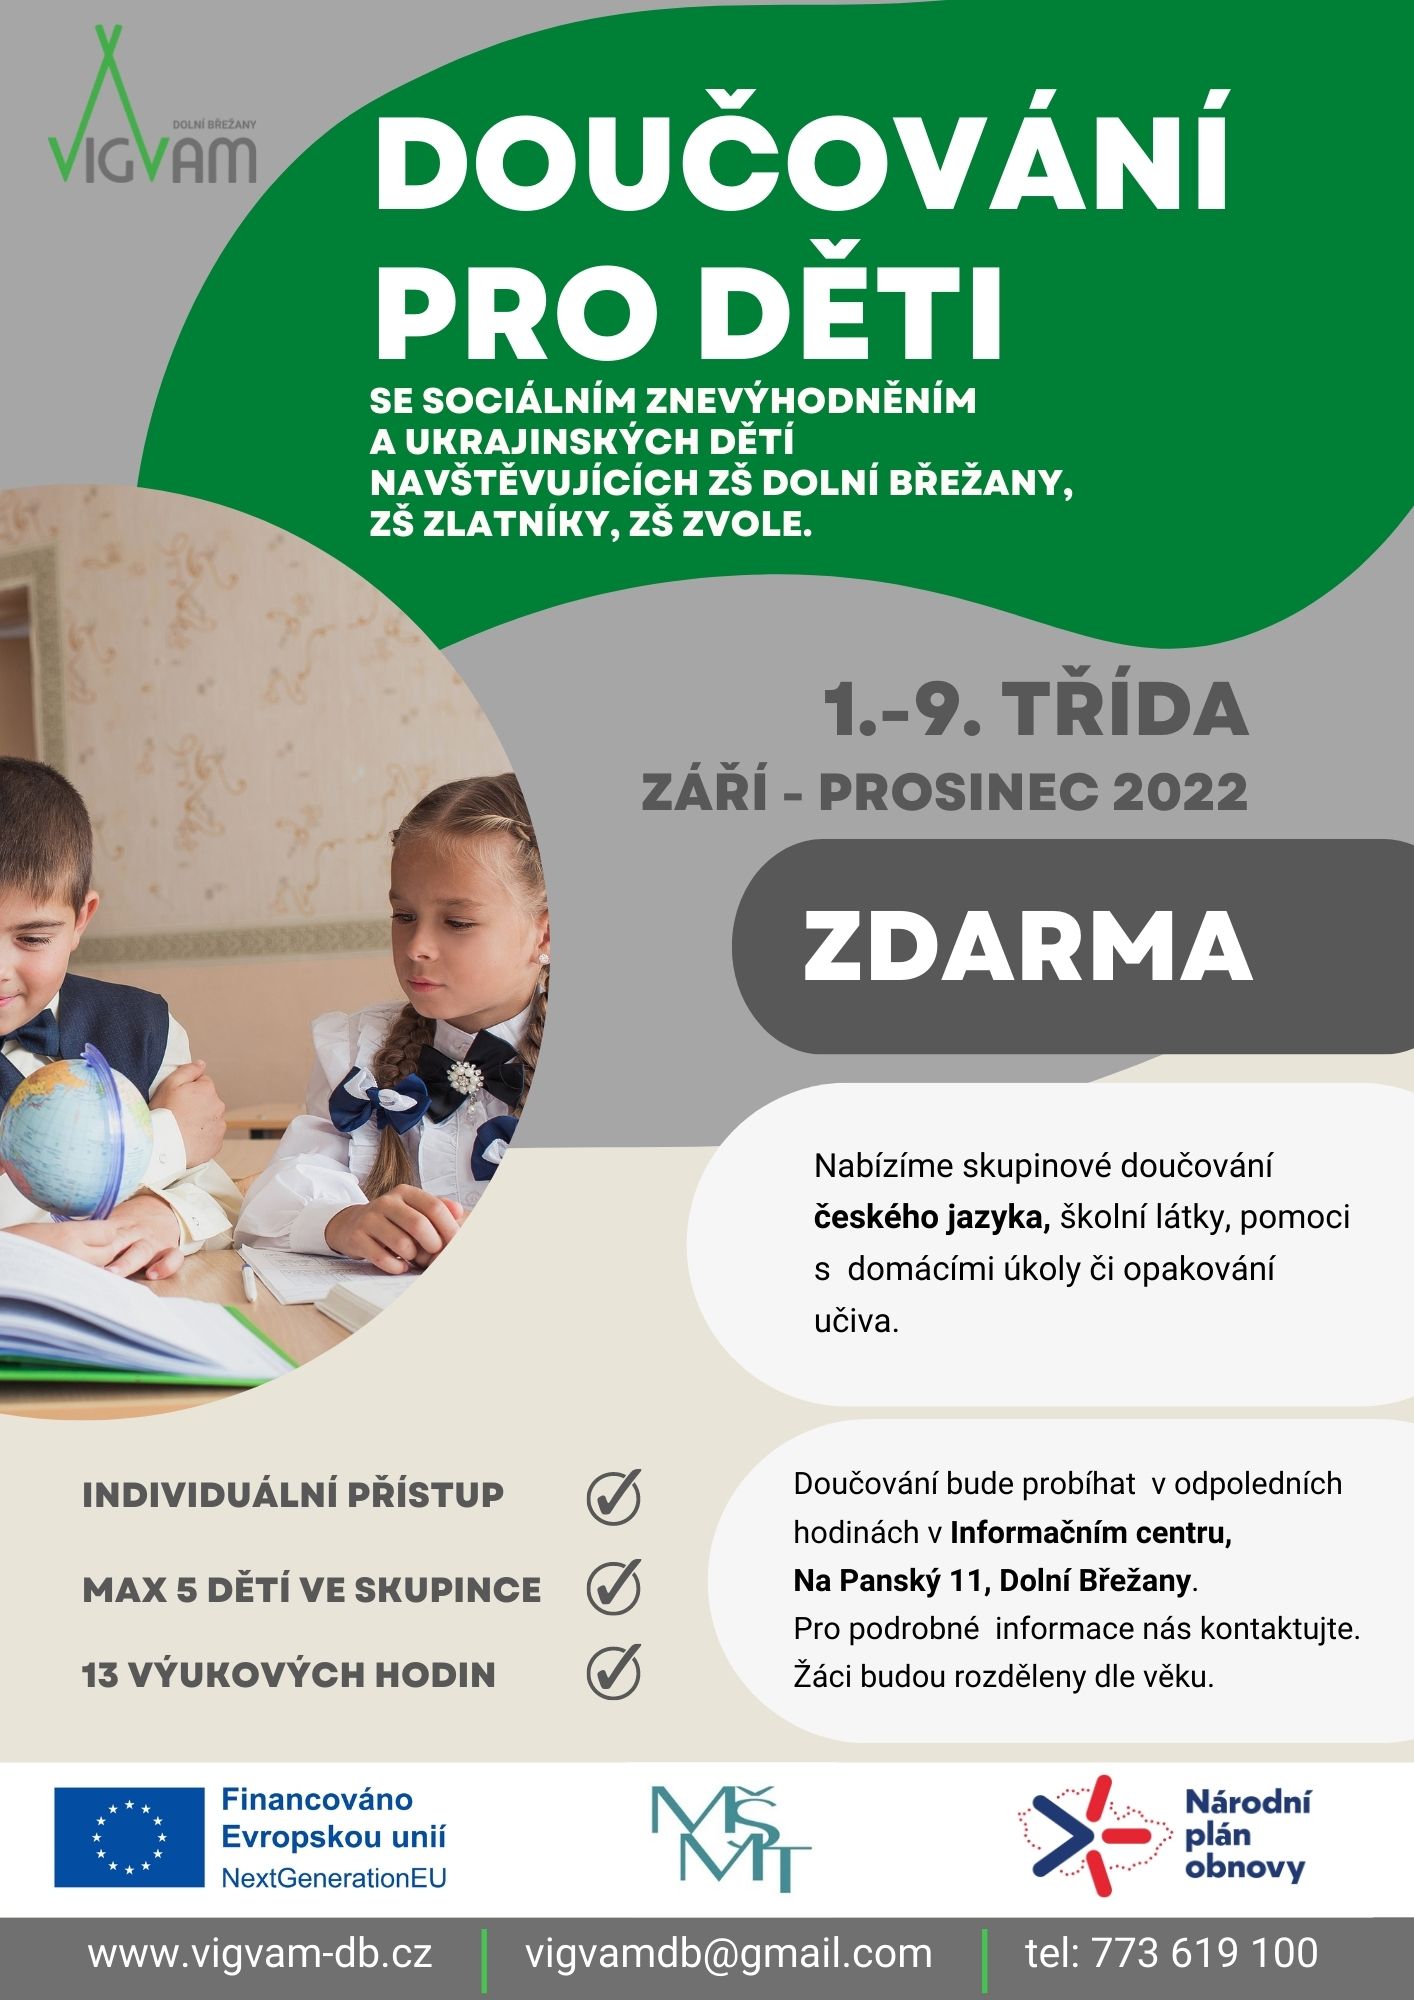 DOLNÍ BŘEŽANY
VIGVAM
DOUČOVÁNÍ
PRO DĚTI
SE SOCIÁLNÍM ZNEVÝHODNĚNÍM
A UKRAJINSKÝCH DĚTÍ
NAVŠTĚVUJÍCÍCH ZŠ DOLNÍ BŘEŽANY,
ZŠ ZLATNÍKY, ZŠ ZVOLE.
1.-9. TŘÍDA
ZÁŘÍ - PROSINEC 2022
ZDARMA
Nabízíme skupinové doučování
českého jazyka, školní látky, pomoci
s  domácími úkoly či opakování
učiva.
INDIVIDUÁLNÍ PŘÍSTUP
MAX 5 DĚTÍ VE SKUPINCE
13 VÝUKOVÝCH HODIN
Doučování bude probíhat  v odpoledních
hodinách v Informačním centru,
Na Panský 11, Dolní Břežany.
Pro podrobné  informace nás kontaktujte.
Žáci budou rozděleny dle věku.
Financováno
Evropskou unií
NextGenerationEU
MŠ
MT
Národní
plán
obnovy
www.vigvam-db.cz
vigvamdb@gmail.com
tel: 773 619 100